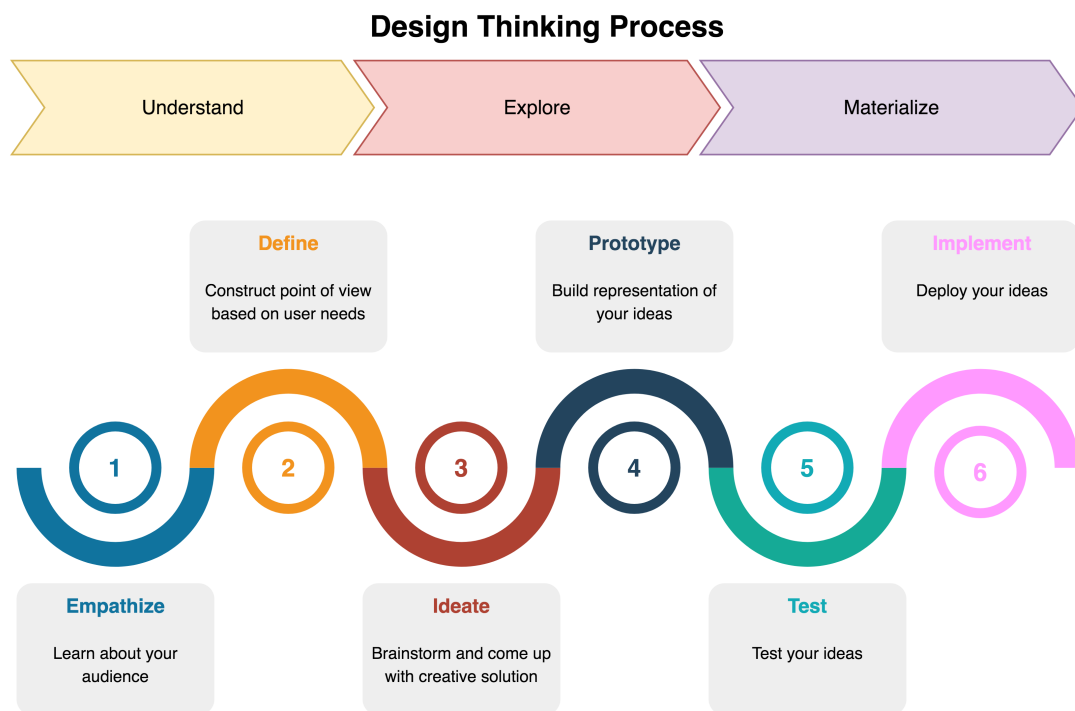 Design Thinking Process
Understand
Explore
Materialize
Define
Construct point of view
based on user needs
Prototype
Build representation of
your ideas
Implement
Deploy your ideas
1
2
3
4
5
6
Empathize
Learn about your
audience
Ideate
Brainstorm and come up
with creative solution
Test
Test your ideas